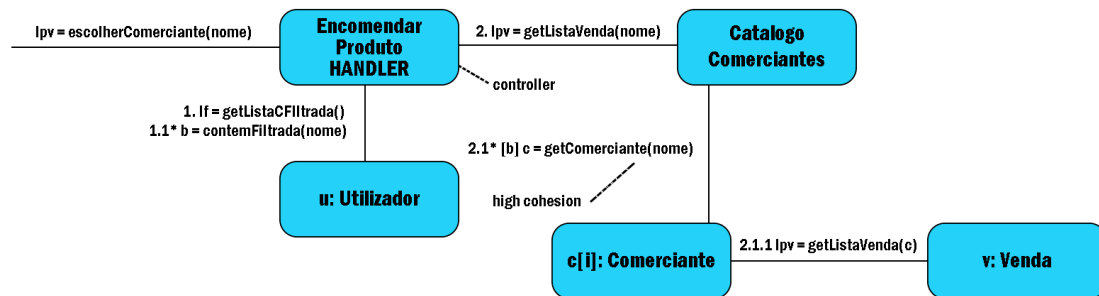 lpv = escolherComerciante(nome)
Encomendar
Produto
HANDLER
2. lpv = getListaVenda(nome)
Catalogo
Comerciantes
controller
1. lf = getListaCFIltrada()
1.1* b = contemFiltrada(nome)
2.1* [b] c = getComerciante(nome)
u: Utilizador
high cohesion
c[i]: Comerciante
2.1.1 lpv = getListaVenda(c)
v: Venda